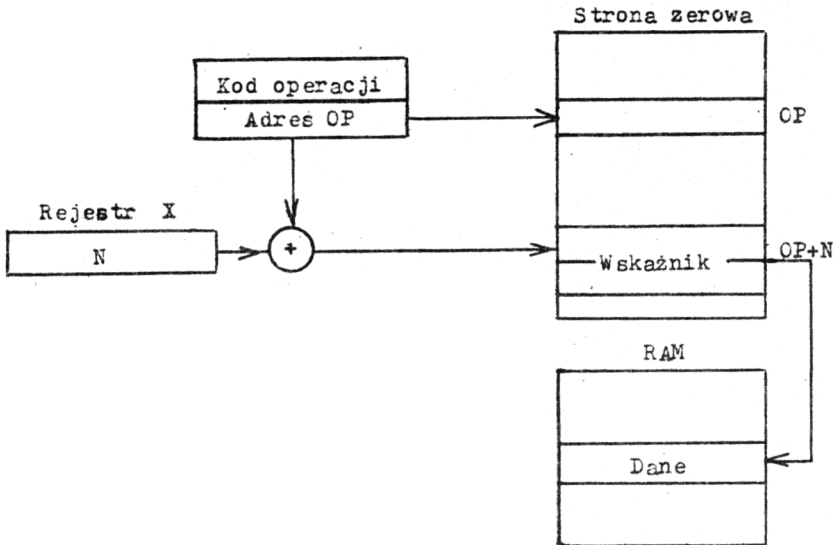 Strona zerowa
Kod operacji
Adres OP
OP
Rejestr X
N
+
OP+N
Wskaźnik
RAM
Dane